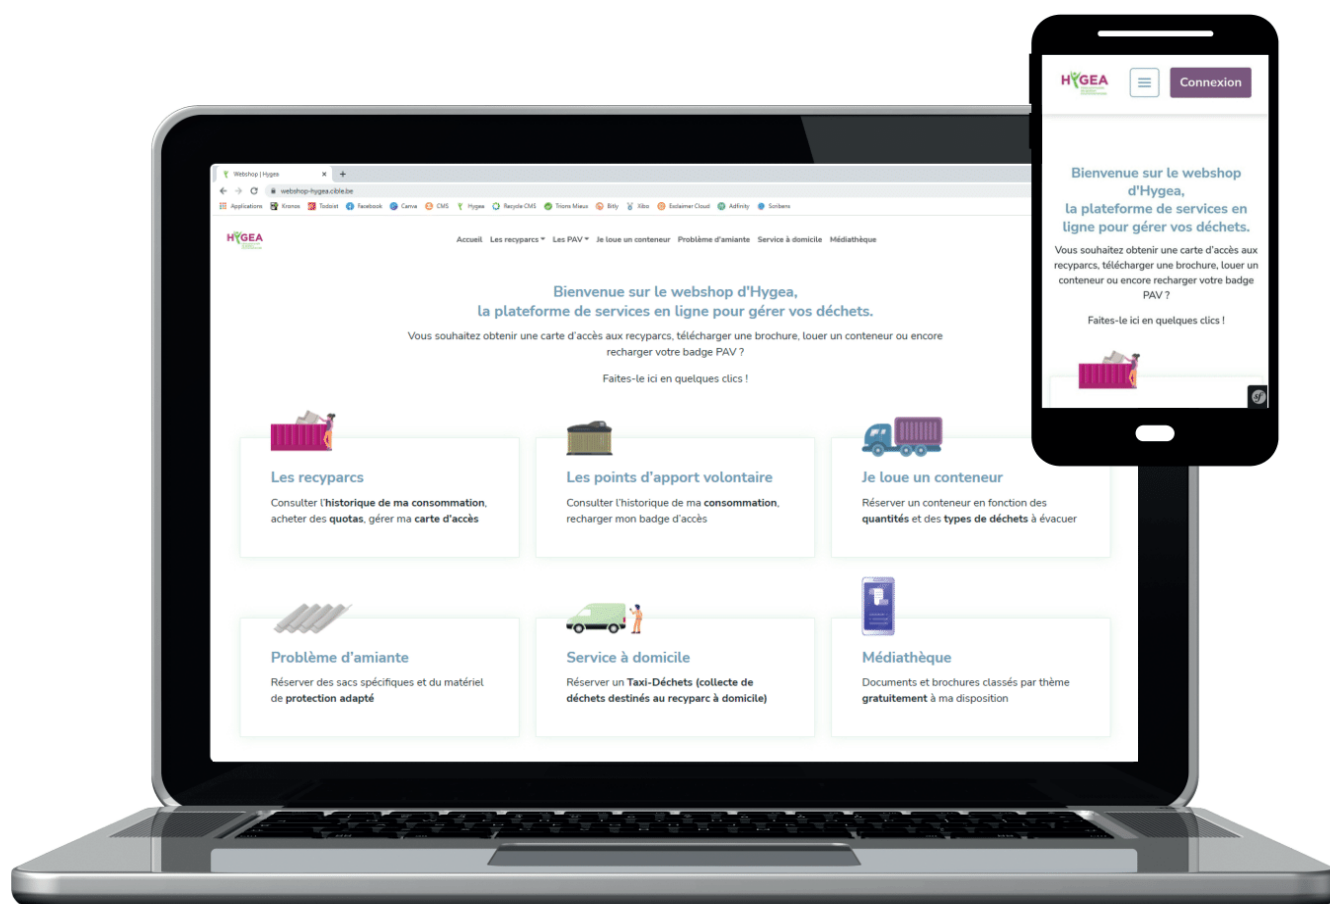 Webshop | Hygea
webshop-hygea.cible.be
Applications Kronos Todoist Facebook Canva CMS Hygea Recycle CMS Trions Mieux Bitly Xibo Exclaimer Cloud Adfinity Scribens
HYGEA
Accueil Les recyparcs Les PAV Je loue un conteneur Problème d'amiante Service à domicile Médiathèque
Bienvenue sur le webshop d'Hygea,
la plateforme de services en ligne pour gérer vos déchets.
Vous souhaitez obtenir une carte d'accès aux recyparcs, télécharger une brochure, louer un conteneur ou encore
recharger votre badge PAV ?
Faites-le ici en quelques clics !
Les recyparcs
Consulter l'historique de ma consommation,
acheter des quotas, gérer ma carte d'accès
Les points d'apport volontaire
Consulter l'historique de ma consommation,
recharger mon badge d'accès
Je loue un conteneur
Réserver un conteneur en fonction des
quantités et des types de déchets à évacuer
Problème d'amiante
Réserver des sacs spécifiques et du matériel
de protection adapté
Service à domicile
Réserver un Taxi-Déchets (collecte de
déchets destinés au recyparc à domicile)
Médiathèque
Documents et brochures classés par thème
gratuitement à ma disposition
HYGEA
Connexion
Bienvenue sur le webshop
d'Hygea,
la plateforme de services en
ligne pour gérer vos déchets.
Vous souhaitez obtenir une carte d'accès aux
recyparcs, télécharger une brochure, louer un
conteneur ou encore recharger votre badge
PAV ?
Faites-le ici en quelques clics !
sf